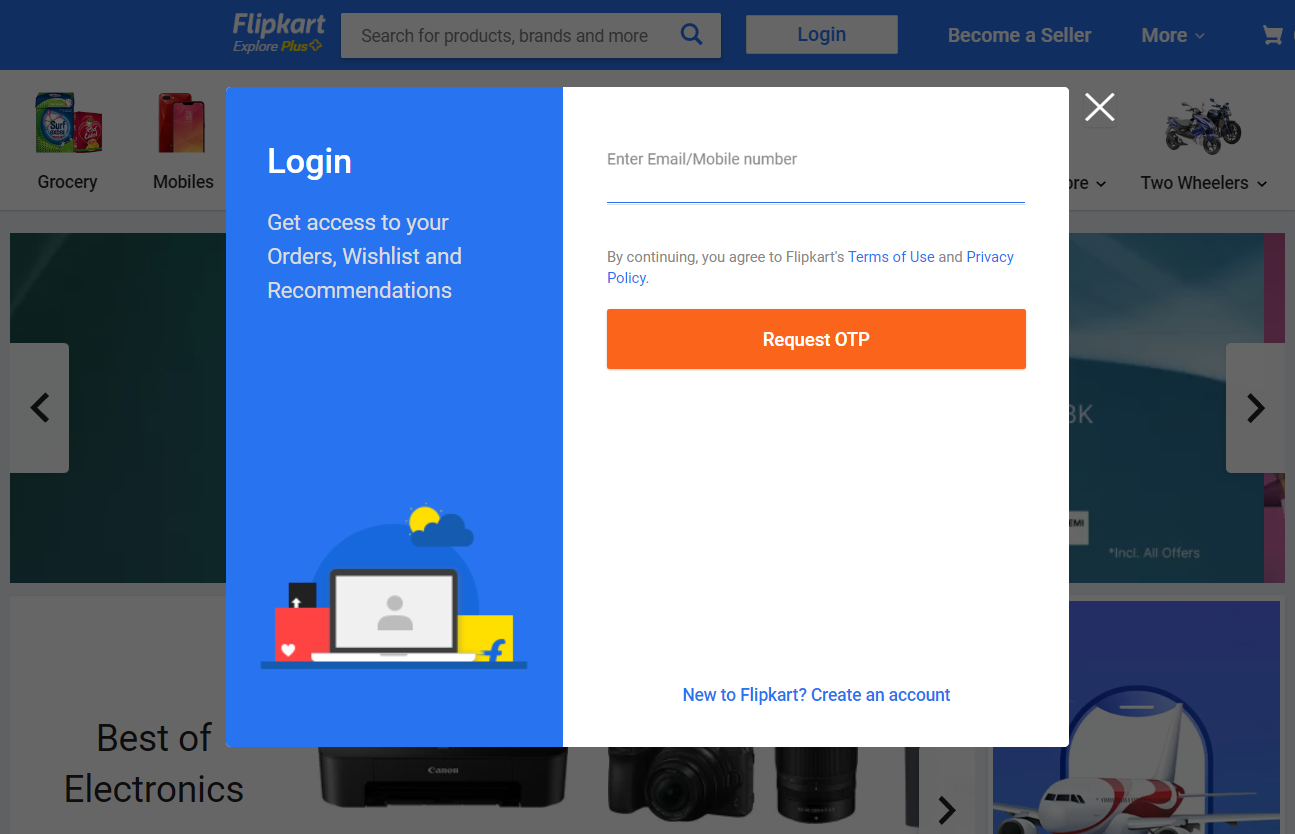 Flipkart
Explore Plus
Search for products, brands and more
Login
Become a Seller
More
Grocery
Mobiles
Two Wheelers
Login
Get access to your
Orders, Wishlist and
Recommendations
Enter Email/Mobile number
By continuing, you agree to Flipkart's Terms of Use and Privacy
Policy.
Request OTP
New to Flipkart? Create an account
EMI
*Incl. All Offers
Best of
Electronics
Canon